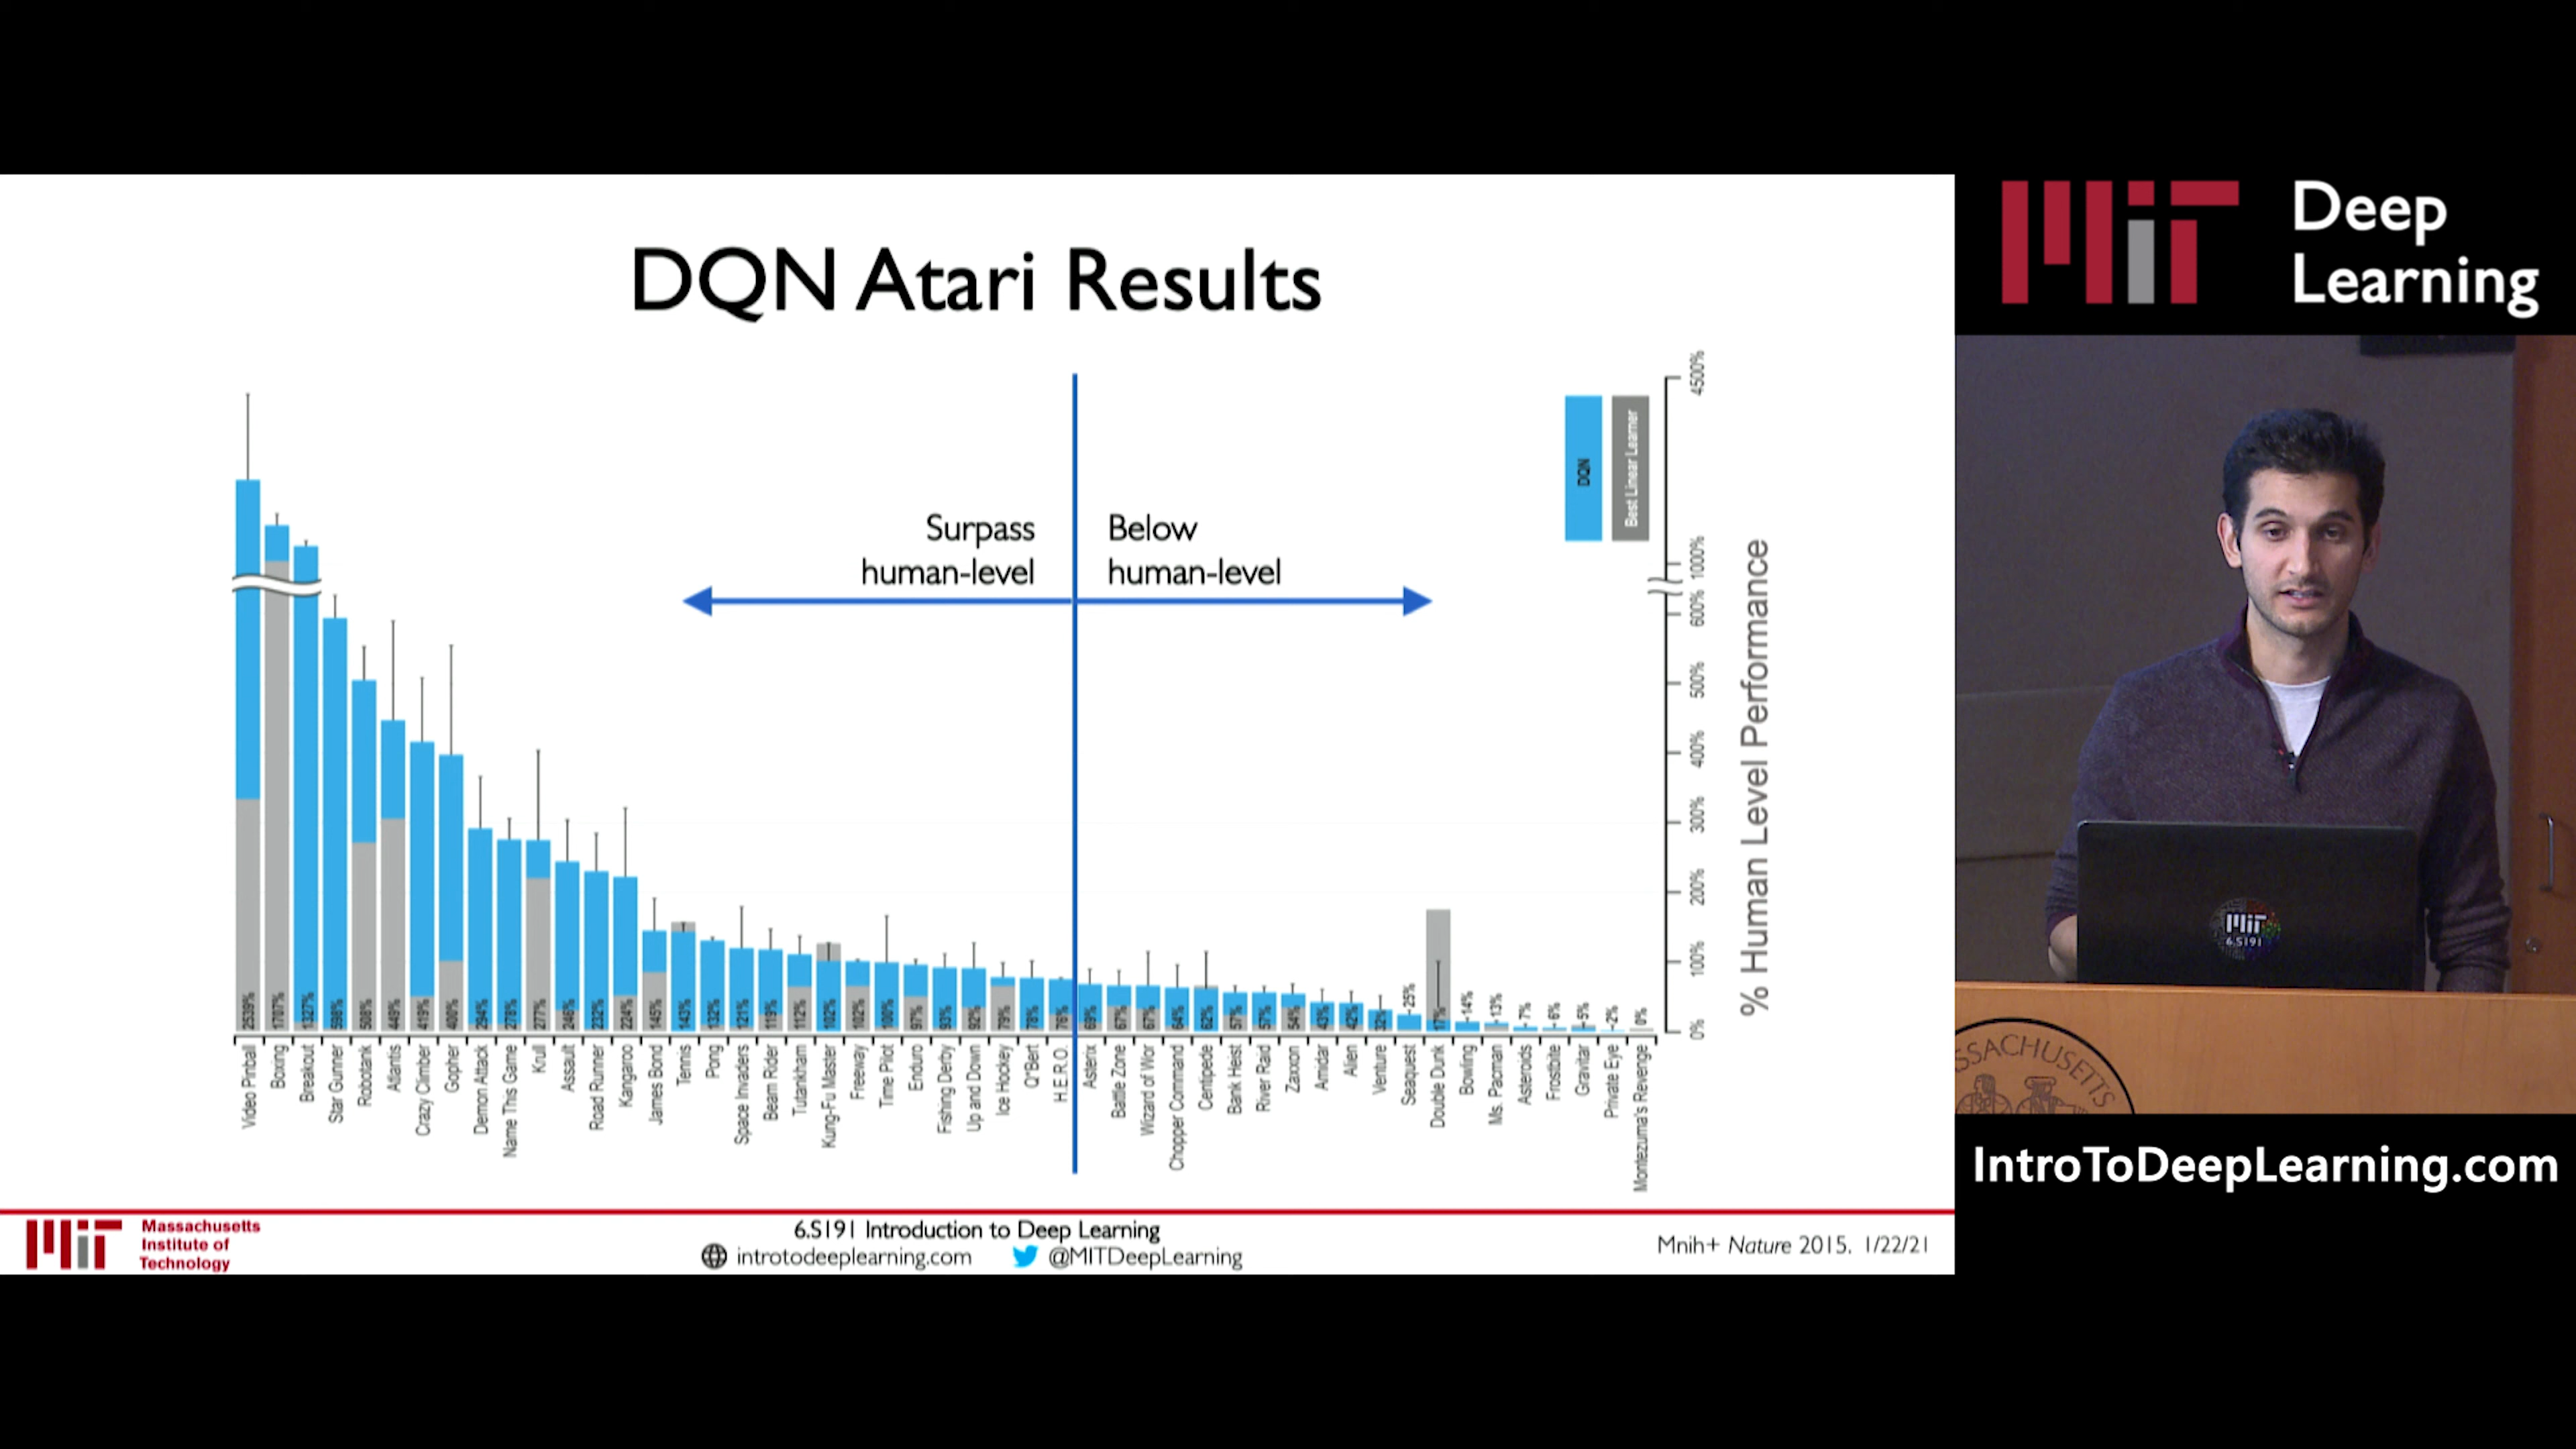 DQN Atari Results
Deep
Learning
Surpass
human-level
Below
human-level
DQN
Best Linear Learner
4500%
1000%
600%
500%
400%
300%
200%
100%
0%
% Human Level Performance
2539%
1707%
1327%
598%
508%
449%
419%
400%
294%
278%
277%
246%
232%
224%
145%
143%
132%
121%
119%
112%
102%
102%
100%
97%
93%
92%
79%
78%
76%
69%
67%
67%
64%
62%
57%
57%
54%
43%
42%
32%
25%
17%
14%
13%
7%
6%
5%
2%
0%
Video Pinball
Boxing
Breakout
Star Gunner
Robotank
Atlantis
Crazy Climber
Gopher
Demon Attack
Name This Game
Krull
Assault
Road Runner
Kangaroo
James Bond
Tennis
Pong
Space Invaders
Beam Rider
Tutankham
Kung-Fu Master
Freeway
Time Pilot
Enduro
Fishing Derby
Up and Down
Ice Hockey
Q*Bert
H.E.R.O.
Asterix
Battle Zone
Wizard of Wor
Chopper Command
Centipede
Bank Heist
River Raid
Zaxxon
Amidar
Alien
Venture
Seaquest
Double Dunk
Bowling
Ms. Pacman
Asteroids
Frostbite
Gravitar
Private Eye
Montezuma's Revenge
MIT
6.S191
MASSACHUSETTS
IntroToDeepLearning.com
Massachusetts
Institute of
Technology
6.S191 Introduction to Deep Learning
introtodeeplearning.com @MITDeepLearning
Mnih+ Nature 2015. 1/22/21